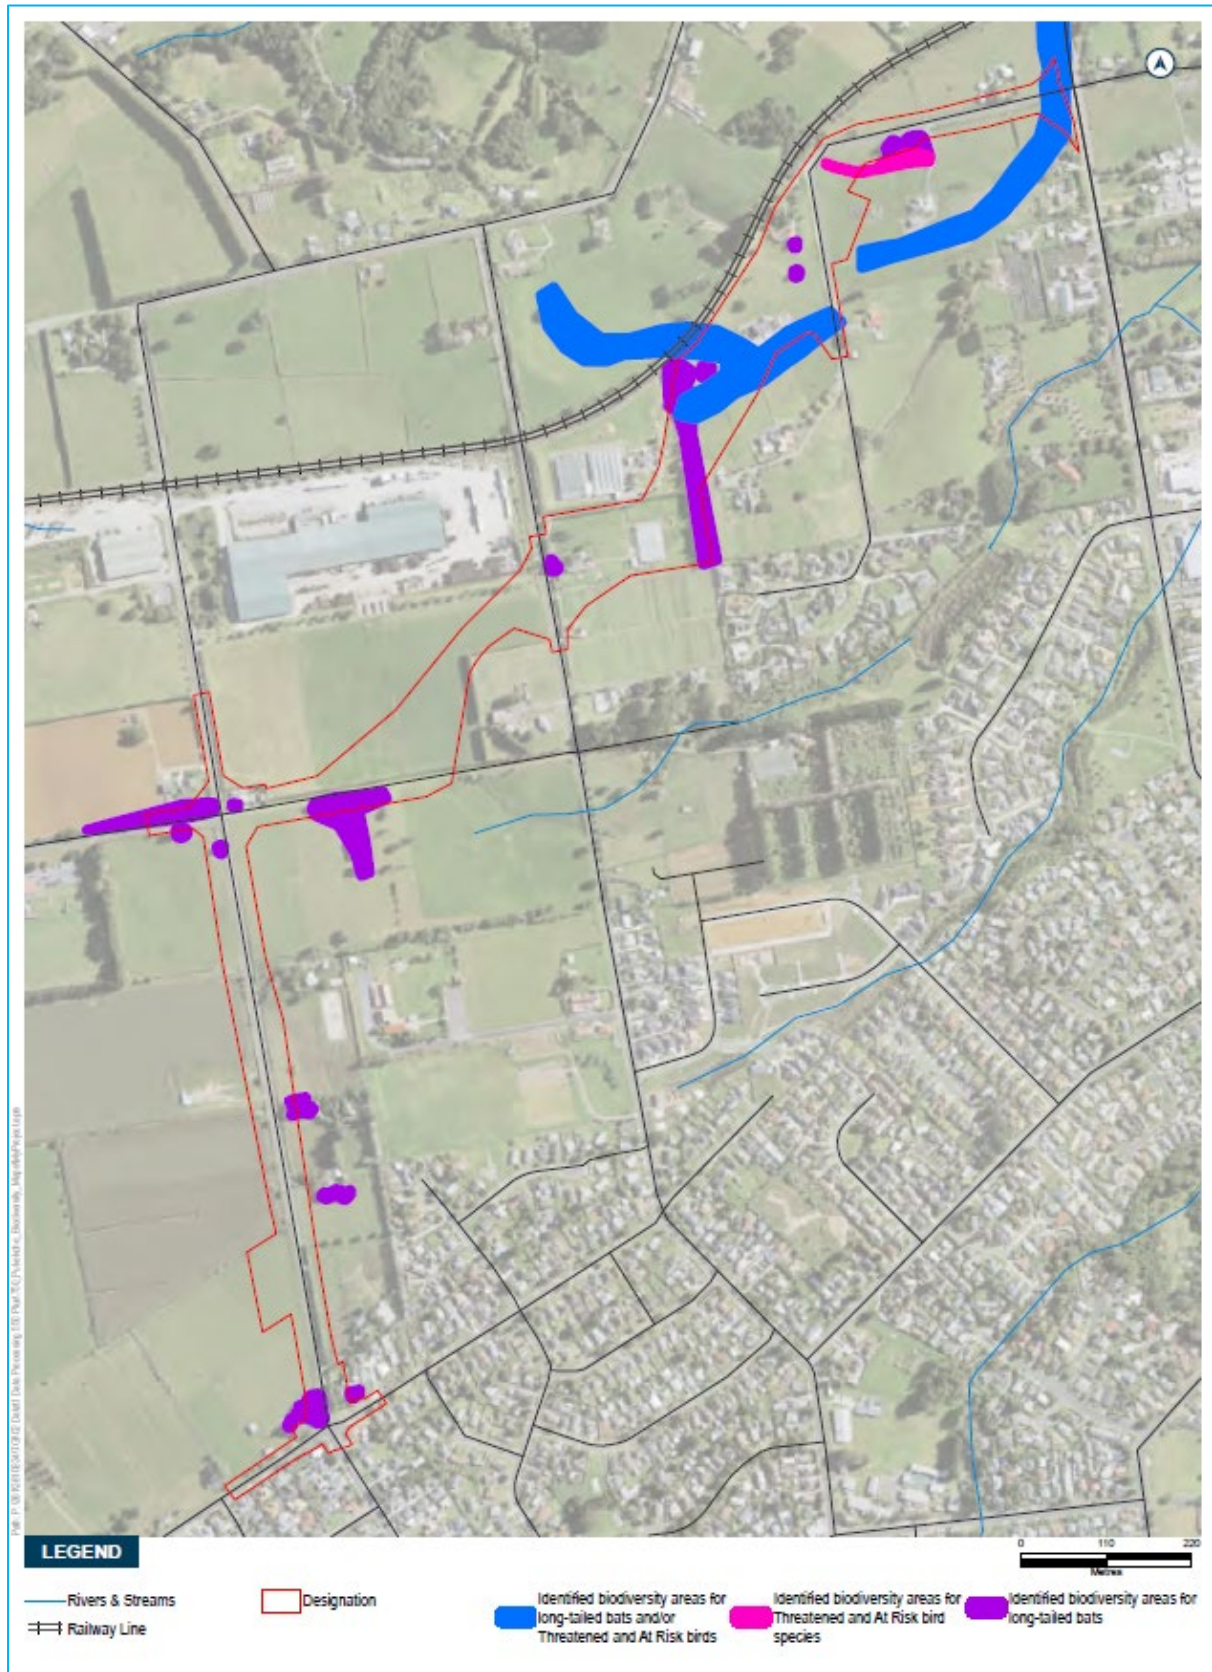 LEGEND
0 110 220
Metres
Rivers & Streams
Railway Line
Designation
Identified biodiversity areas for
long-tailed bats and/or
Threatened and At Risk birds
Identified biodiversity areas for
Threatened and At Risk bird
species
Identified biodiversity areas for
long-tailed bats